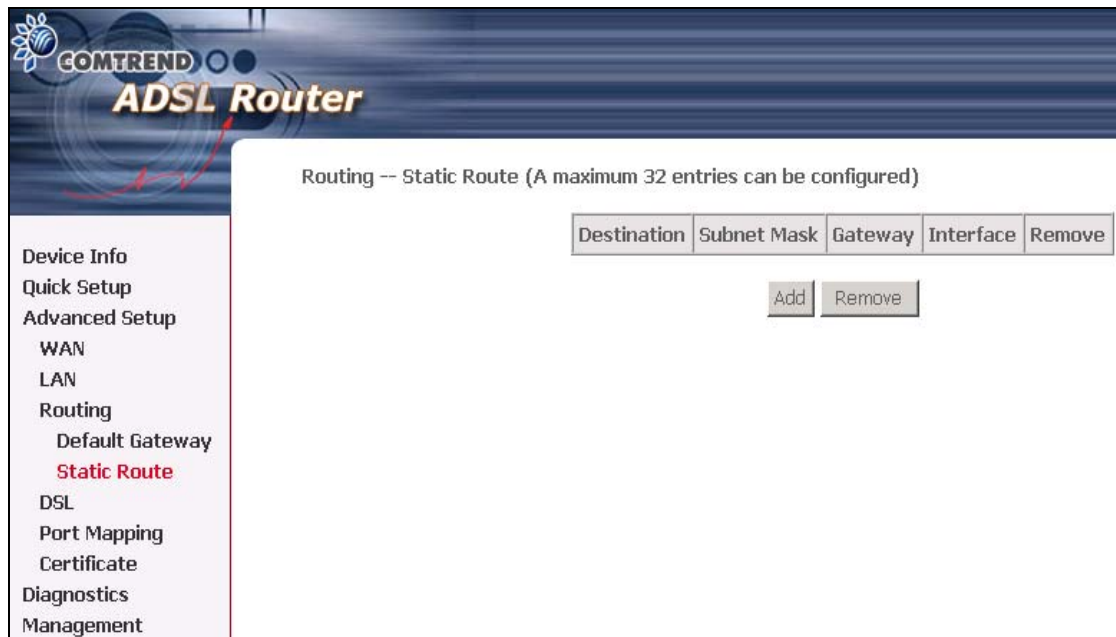 COMTREND
ADSL Router
Routing -- Static Route (A maximum 32 entries can be configured)
Destination Subnet Mask Gateway Interface Remove
Add Remove
Device Info
Quick Setup
Advanced Setup
WAN
LAN
Routing
Default Gateway
Static Route
DSL
Port Mapping
Certificate
Diagnostics
Management